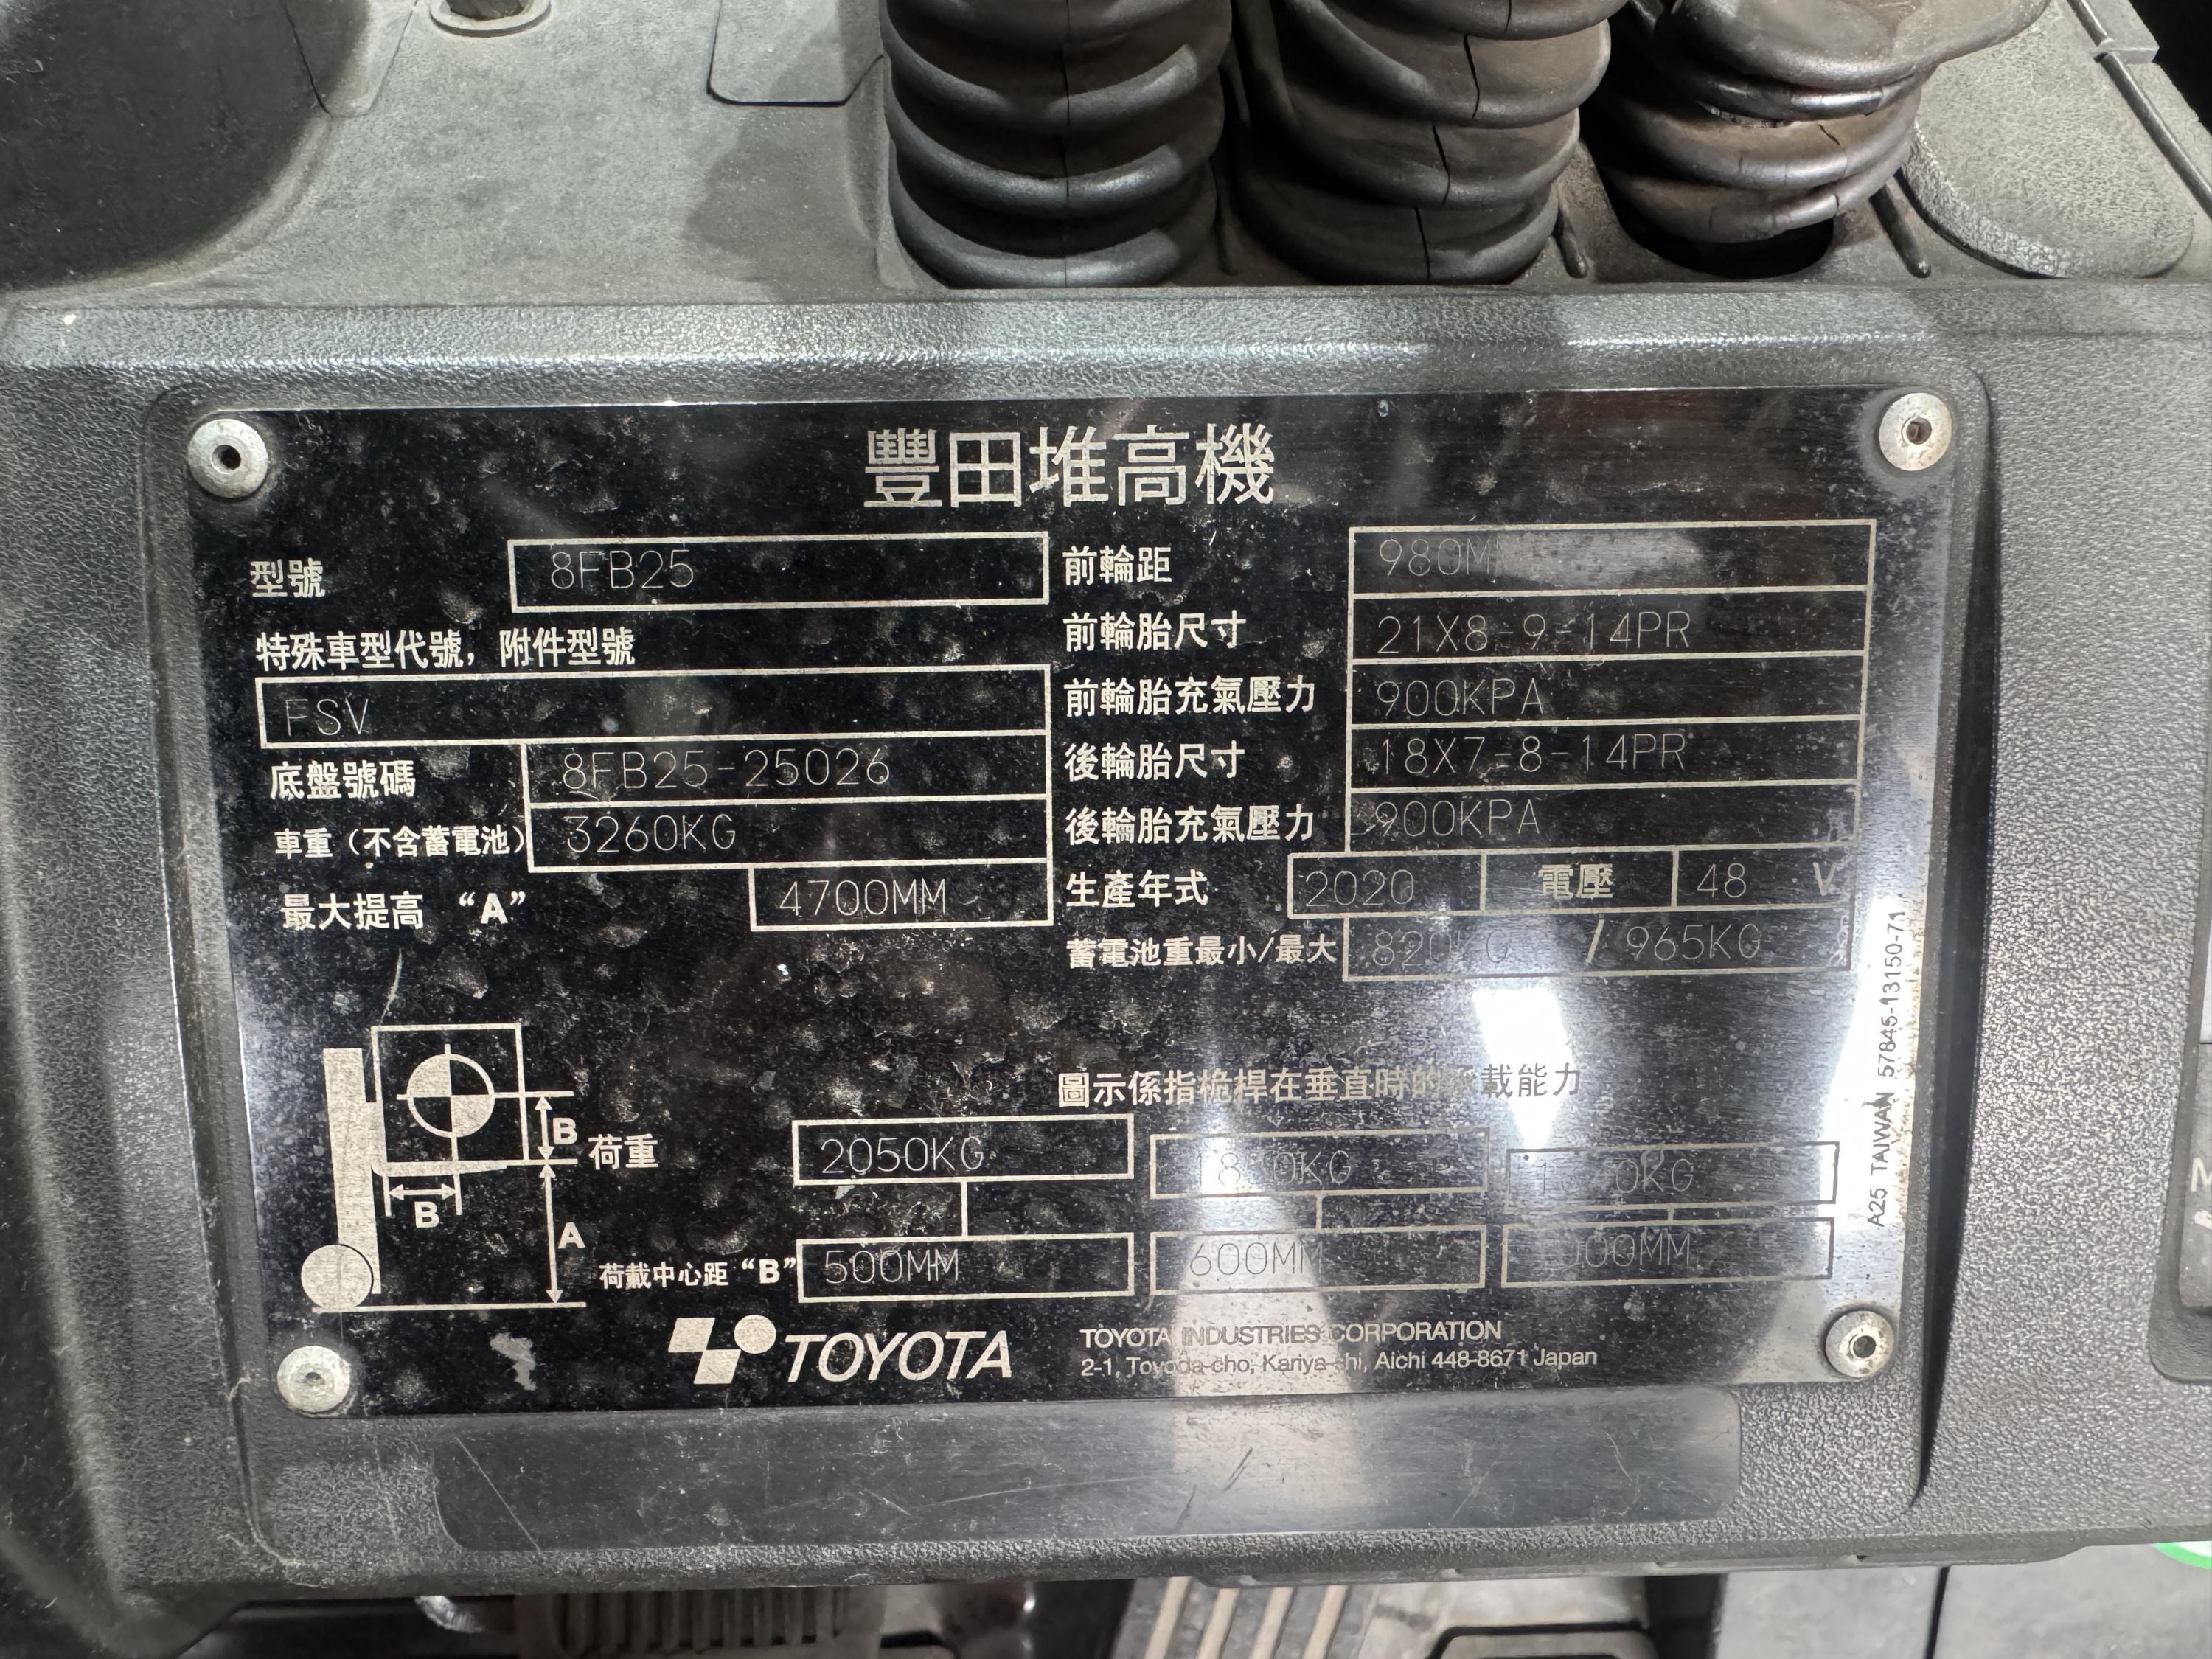 豐田堆高機
型號 8FB25
特殊車型代號，附件型號
FSV
底盤號碼 8FB25-25026
車重（不含蓄電池） 3260KG
最大提高 “A” 4700MM
前輪距
前輪胎尺寸 21X8-9-14PR
前輪胎充氣壓力 900KPA
後輪胎尺寸 18X7-8-14PR
後輪胎充氣壓力 900KPA
生產年式 2020 電壓 48 V
蓄電池重最小/最大 / 965KG
圖示係指桅桿在垂直時的承載能力
B
B
A
荷重 2050KG
荷載中心距 “B” 500MM 600MM
TOYOTA
TOYOTA INDUSTRIES CORPORATION
2-1, Toyoda-cho, Kariya-shi, Aichi 448-8671 Japan
A25 TAIWAN 57845-13150-71